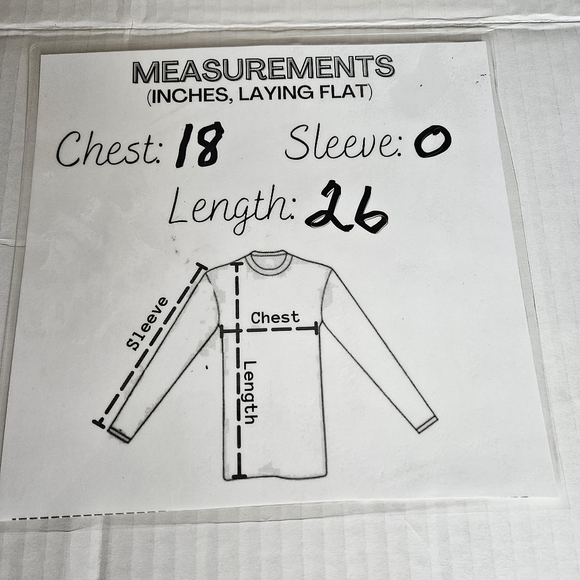 MEASUREMENTS
(INCHES, LAYING FLAT)
Chest: 18 Sleeve: 0
Length: 26
Sleeve
Chest
Length